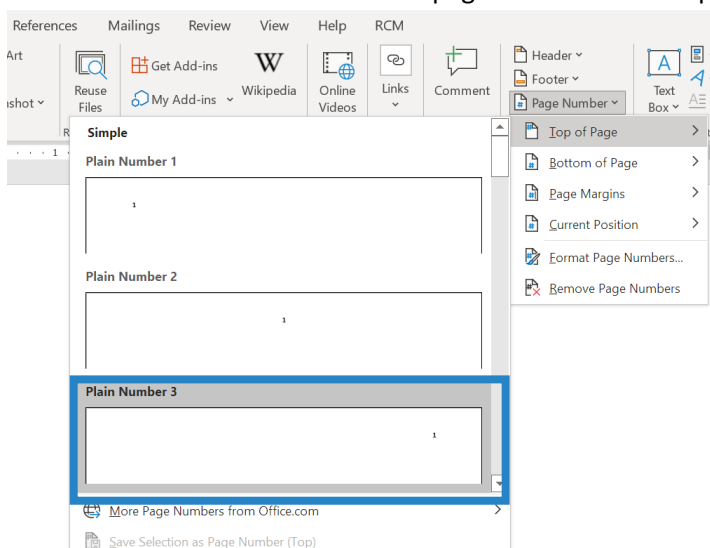 pag
References Mailings Review View Help RCM
Art
shot
Reuse
Files
Get Add-ins
My Add-ins
W
Wikipedia
Online
Videos
Links
Comment
Header
Footer
Page Number
A
Text
Box
Simple
Plain Number 1
1
Plain Number 2
1
Plain Number 3
1
More Page Numbers from Office.com
Save Selection as Page Number (Top)
Top of Page
Bottom of Page
Page Margins
Current Position
Format Page Numbers...
Remove Page Numbers